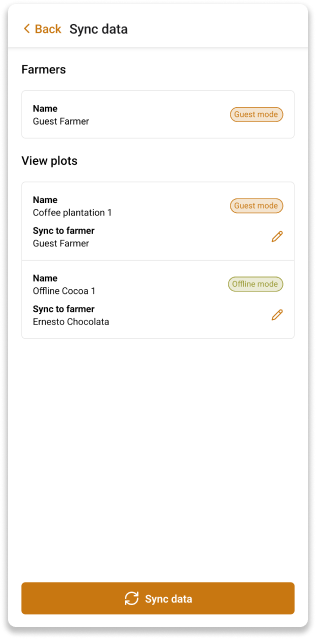 Back Sync data
Farmers
Name
Guest Farmer
Guest mode
View plots
Name
Coffee plantation 1
Guest mode
Sync to farmer
Guest Farmer
Name
Offline Cocoa 1
Offline mode
Sync to farmer
Ernesto Chocolata
Sync data